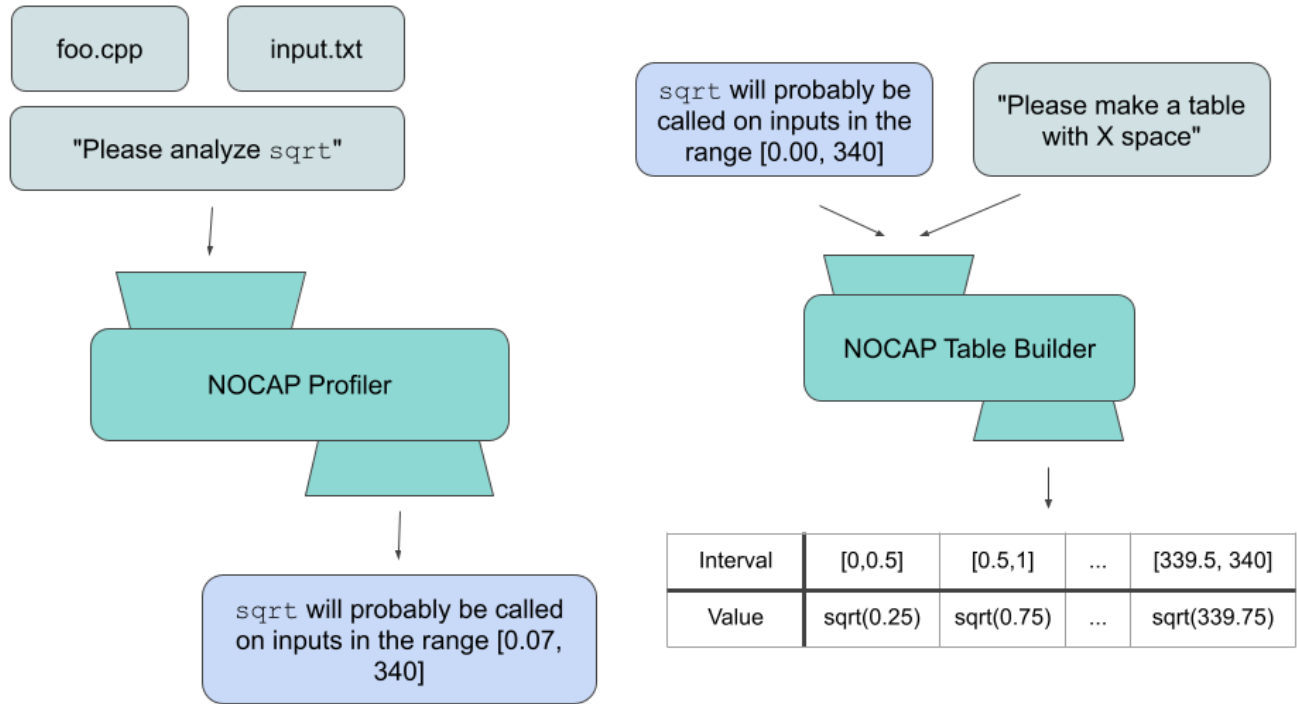 foo.cpp
input.txt
"Please analyze sqrt"
NOCAP Profiler
sqrt will probably be called
on inputs in the range [0.07,
340]
sqrt will probably be
called on inputs in the
range [0.00, 340]
"Please make a table
with X space"
NOCAP Table Builder
Interval [0,0.5] [0.5,1] ... [339.5, 340]
Value sqrt(0.25) sqrt(0.75) ... sqrt(339.75)